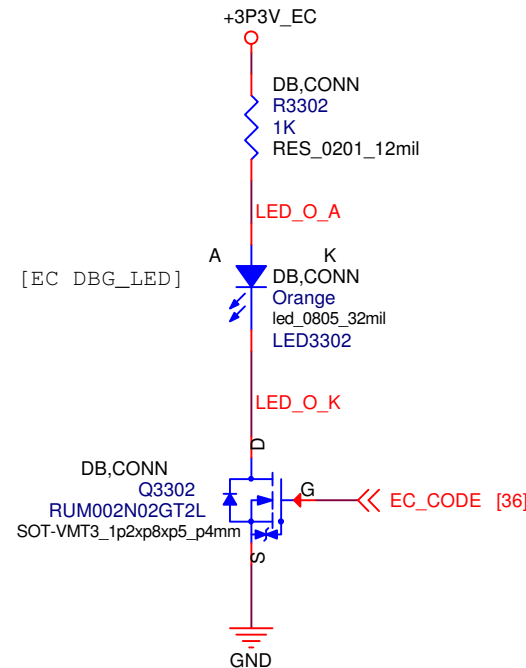 +3P3V_EC
DB,CONN
R3302
1K
RES_0201_12mil
LED_O_A
A
K
[EC DBG_LED]
DB,CONN
Orange
led_0805_32mil
LED3302
LED_O_K
D
DB,CONN
Q3302
RUM002N02GT2L
SOT-VMT3_1p2xp8xp5_p4mm
G
EC_CODE [36]
S
GND